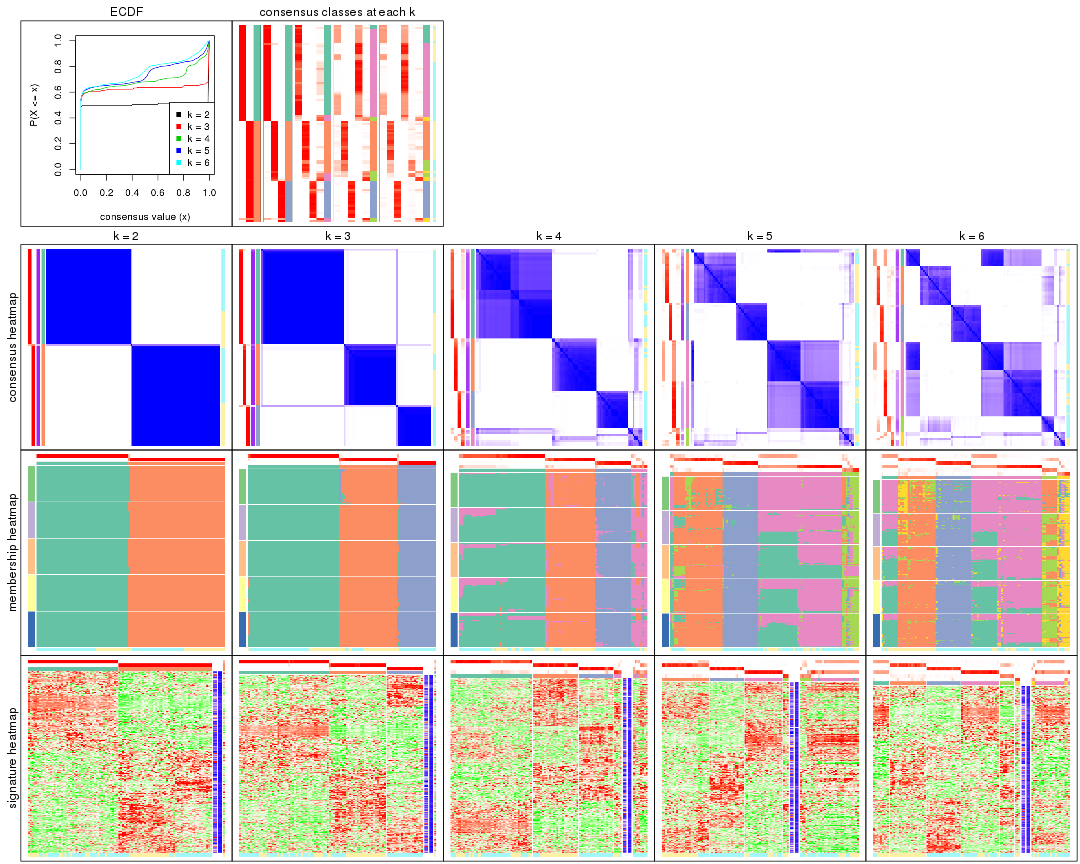 ECDF
consensus classes at each k
P(X <= x)
0.0 0.2 0.4 0.6 0.8 1.0
k = 2
k = 3
k = 4
k = 5
k = 6
0.0 0.2 0.4 0.6 0.8 1.0
consensus value (x)
k = 2 k = 3 k = 4 k = 5 k = 6
consensus heatmap
membership heatmap
signature heatmap